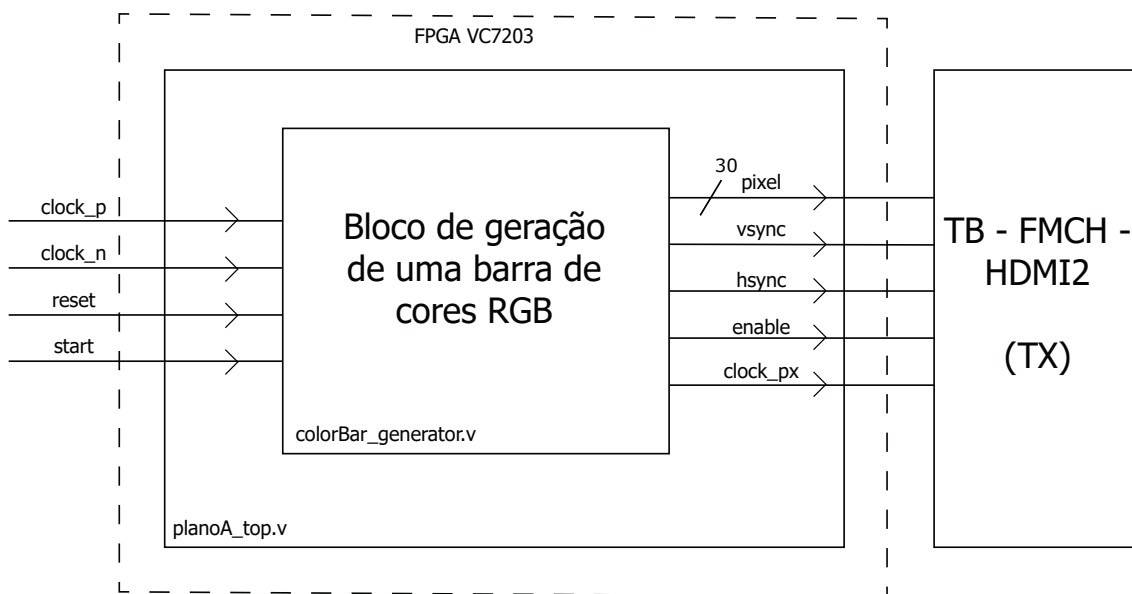 FPGA VC7203
clock_p
clock_n
reset
start
Bloco de geração
de uma barra de
cores RGB
colorBar_generator.v
planoA_top.v
30
pixel
vsync
hsync
enable
clock_px
TB - FMCH -
HDMI2
(TX)